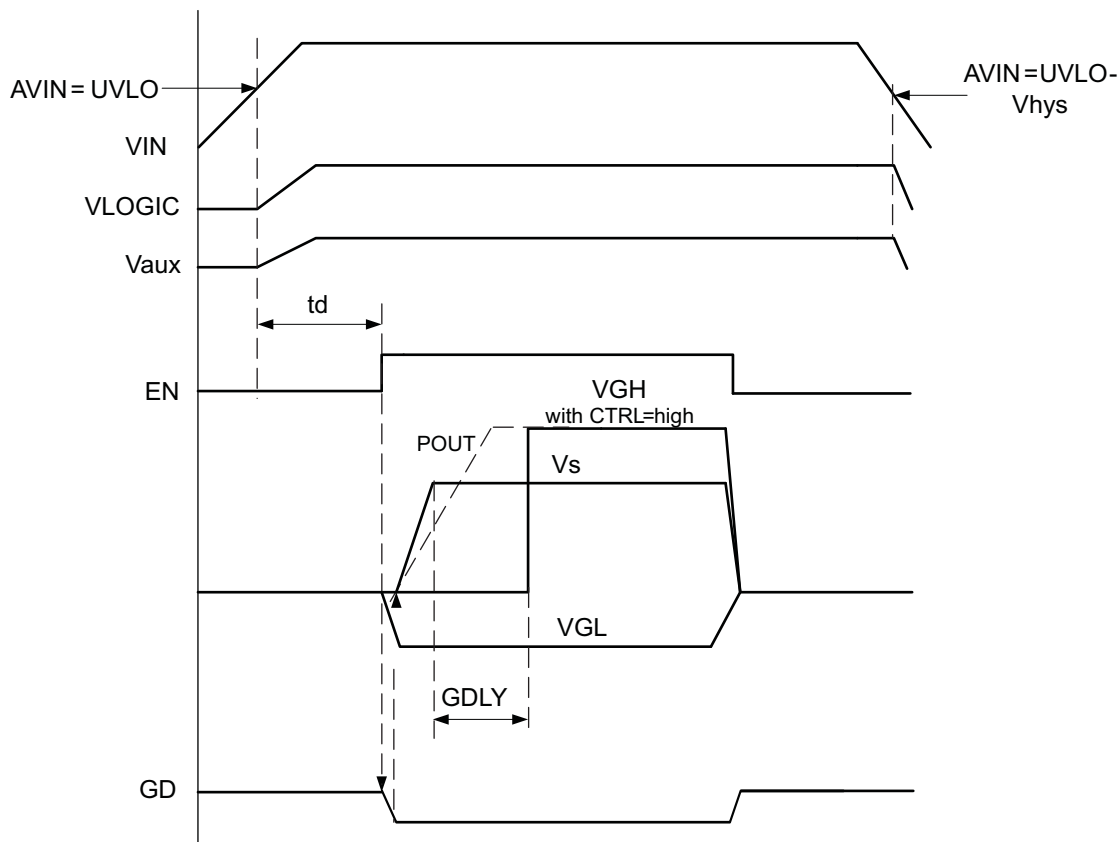 AVIN = UVLO
AVIN=UVLO-
Vhys
VIN
VLOGIC
Vaux
td
EN
VGH
with CTRL=high
POUT
Vs
VGL
GDLY
GD